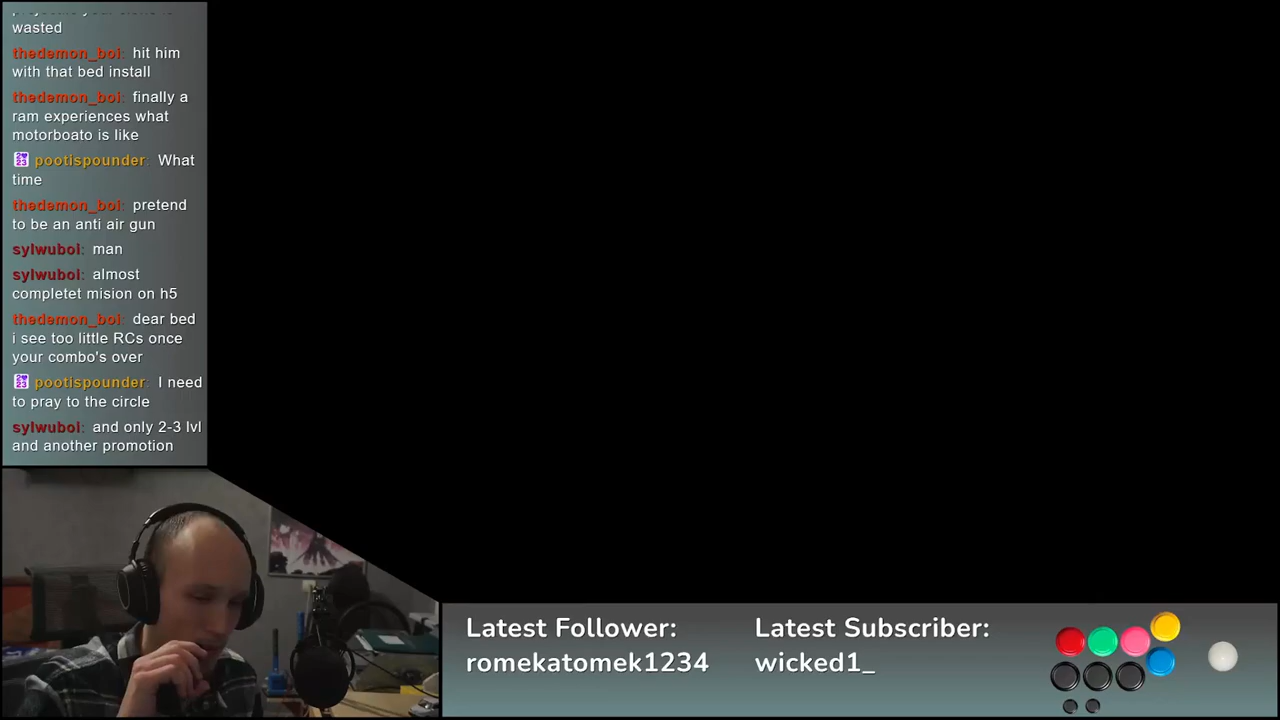 wasted
thedemon_boi: hit him
with that bed install
thedemon_boi: finally a
ram experiences what
motorboato is like
pootispounder: What
time
thedemon_boi: pretend
to be an anti air gun
sylwuboi: man
sylwuboi: almost
completet mision on h5
thedemon_boi: dear bed
i see too little RCs once
your combo's over
pootispounder: I need
to pray to the circle
sylwuboi: and only 2-3 lvl
and another promotion
Latest Follower:
romekatomek1234
Latest Subscriber:
wicked1_